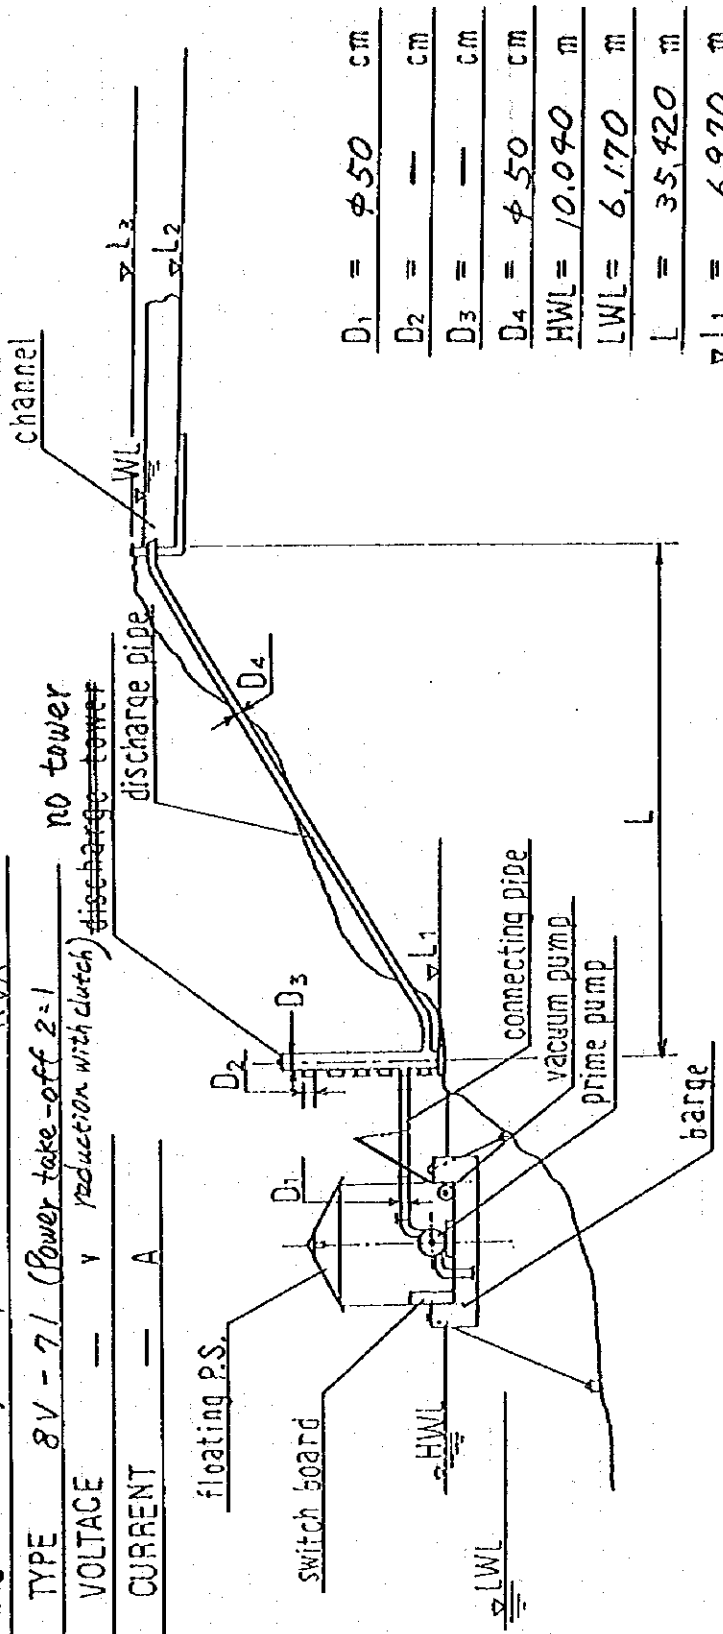 TYPE 8V-71 (Power take-off 2=1
VOLTAGE — V reduction with clutch)
CURRENT — A
no tower
discharge tower
discharge pipe
channel
WL
L3
L2
D4
D3
D2
D1
L1
L
connecting pipe
vacuum pump
prime pump
barge
floating P.S.
switch board
HWL
LWL
D1 = φ50 cm
D2 = — cm
D3 = — cm
D4 = φ50 cm
HWL = 10.040 m
LWL = 6.170 m
L = 35.420 m
L1 = 6.970 m